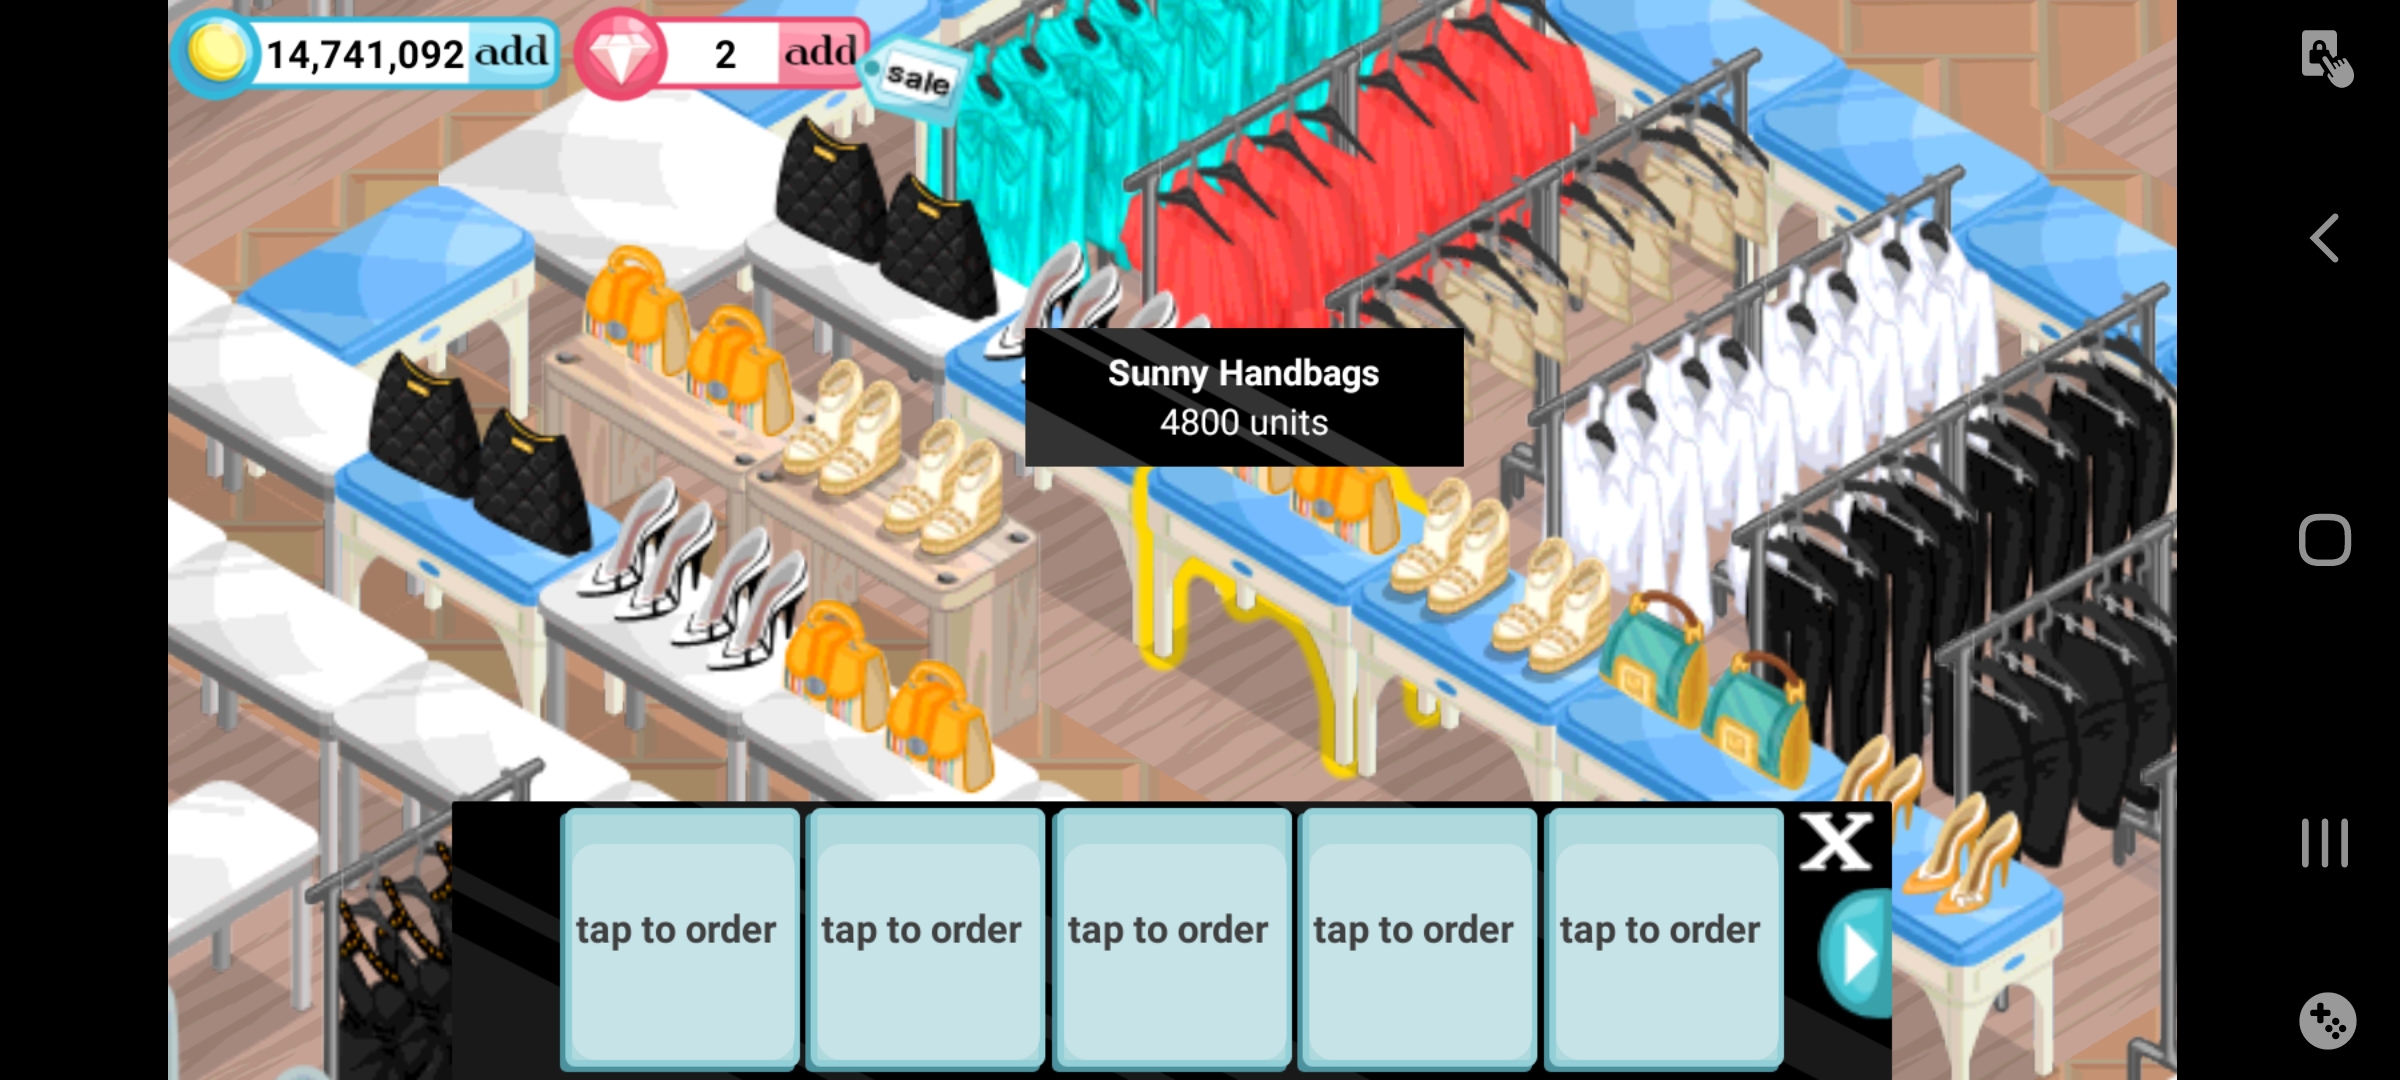 14,741,092 add
2 add
sale
Sunny Handbags
4800 units
tap to order
tap to order
tap to order
tap to order
tap to order
X